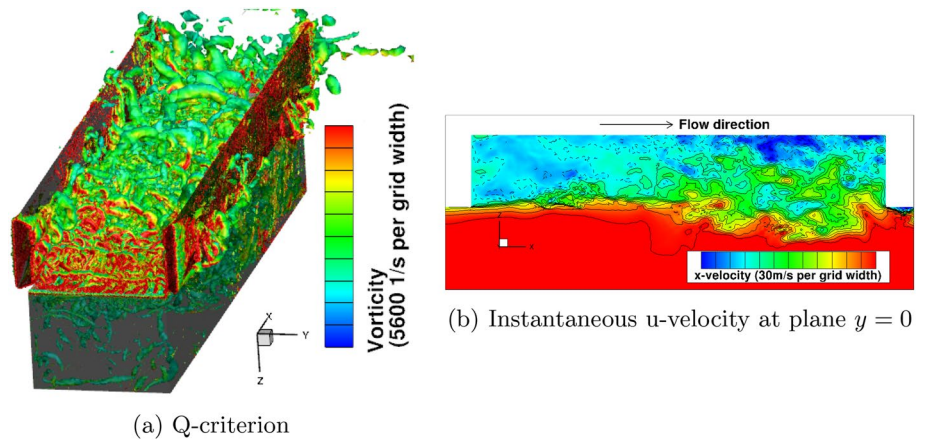 Vorticity
(5600 1/s per grid width)
X
Y
Z
(a) Q-criterion
Flow direction
z
x
x-velocity (30m/s per grid width)
(b) Instantaneous u-velocity at plane y = 0